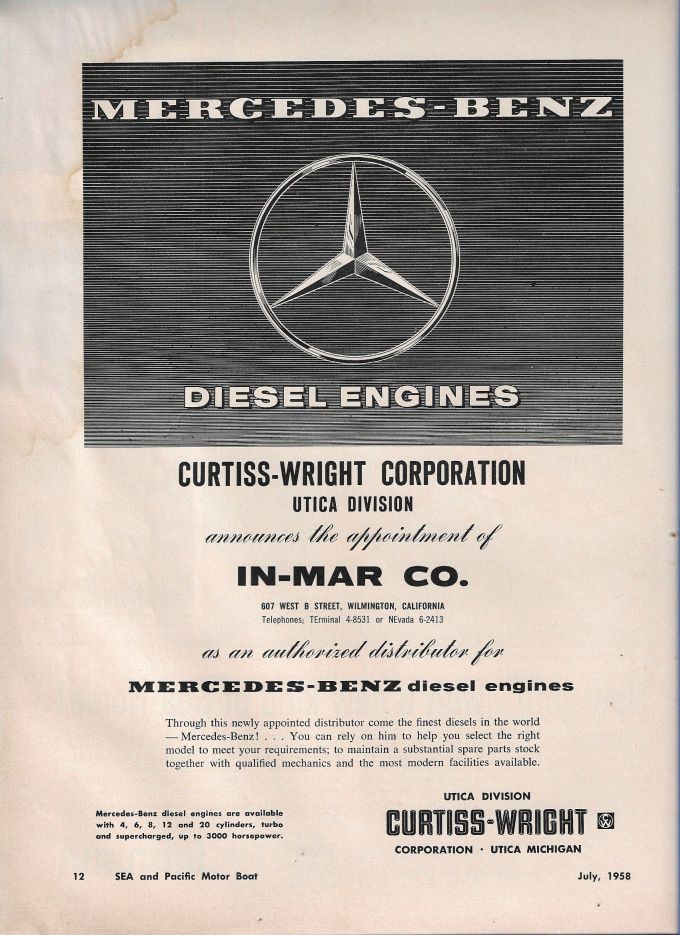 MERCEDES-BENZ
DIESEL ENGINES
CURTISS-WRIGHT CORPORATION
UTICA DIVISION
announces the appointment of
IN-MAR CO.
607 WEST B STREET, WILMINGTON, CALIFORNIA
Telephones; TErminal 4-8531 or NEvada 6-2413
as an authorized distributor for
MERCEDES-BENZ diesel engines
Through this newly appointed distributor come the finest diesels in the world
— Mercedes-Benz! . . . You can rely on him to help you select the right
model to meet your requirements; to maintain a substantial spare parts stock
together with qualified mechanics and the most modern facilities available.
Mercedes-Benz diesel engines are available
with 4, 6, 8, 12 and 20 cylinders, turbo
and supercharged, up to 3000 horsepower.
UTICA DIVISION
CURTISS-WRIGHT
CORPORATION · UTICA MICHIGAN
12 SEA and Pacific Motor Boat
July, 1958